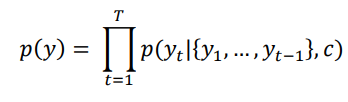 p(y) = ∏_{t=1}^{T} p(y_t|{y_1, … , y_{t−1}}, c)